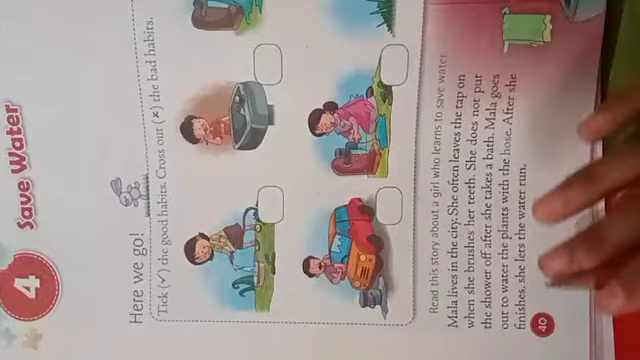 4
Save Water
Here we go!
Tick (✓) the good habits. Cross out (×) the bad habits.
Read this story about a girl who learns to save water.
Mala lives in the city. She often leaves the tap on
when she brushes her teeth. She does not put
the shower off after she takes a bath. Mala goes
out to water the plants with the hose. After she
finishes, she lets the water run.
40